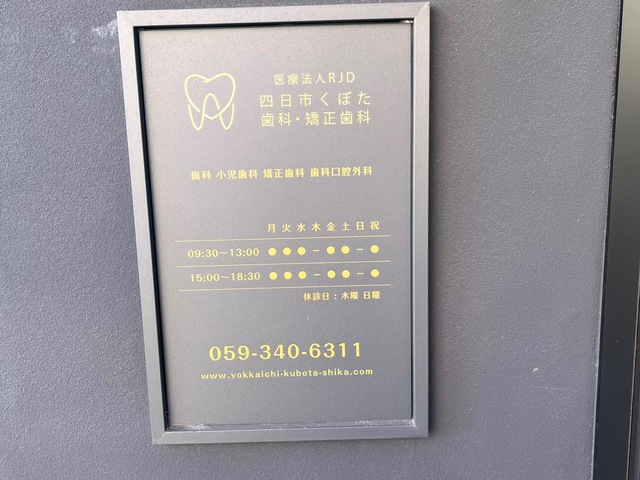 医療法人RJD
四日市くぼた
歯科・矯正歯科
歯科 小児歯科 矯正歯科 歯科口腔外科
月 火 水 木 金 土 日 祝
09:30〜13:00 ● ● ● − ● ● − ●
15:00〜18:30 ● ● ● − ● ● − ●
休診日：木曜 日曜
059-340-6311
www.yokkaichi-kubota-shika.com